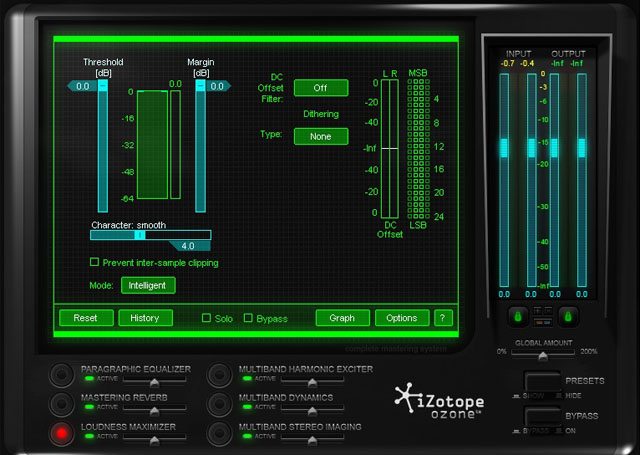 Threshold
[dB]
Margin
[dB]
0.0
0.0
0.0
0
-16
-32
-48
-64
Character: smooth
4.0
Prevent inter-sample clipping
Mode: Intelligent
DC
Offset
Filter:
Off
Dithering
Type: None
L R
0
-20
-40
-Inf
-40
-20
0
DC
Offset
MSB
4
8
12
16
20
24
LSB
Reset History Solo Bypass Graph Options ?
complete mastering system
INPUT OUTPUT
-0.7 -0.4 -Inf -Inf
0
-3
-6
-10
-15
-20
-30
-40
-50
-Inf
0.0 0.0 0.0 0.0
GLOBAL AMOUNT
0% 200%
PRESETS
SHOW HIDE
BYPASS
BYPASS ON
PARAGRAPHIC EQUALIZER
ACTIVE
MASTERING REVERB
ACTIVE
LOUDNESS MAXIMIZER
ACTIVE
MULTIBAND HARMONIC EXCITER
ACTIVE
MULTIBAND DYNAMICS
ACTIVE
MULTIBAND STEREO IMAGING
ACTIVE
iZotope
ozone